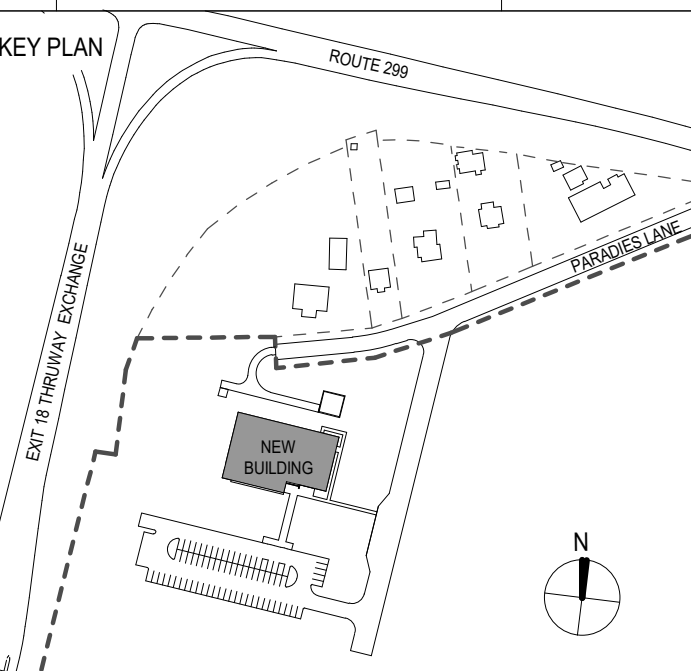 KEY PLAN
ROUTE 299
PARADIES LANE
EXIT 18 THRUWAY EXCHANGE
NEW
BUILDING
N